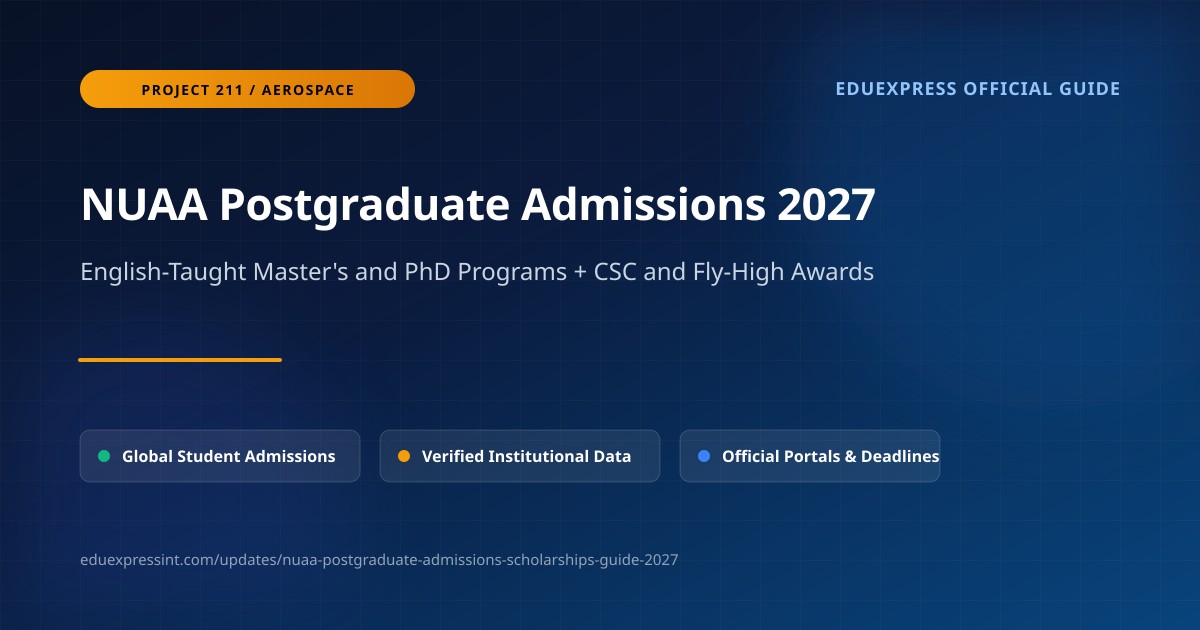 PROJECT 211 / AEROSPACE
EDUEXPRESS OFFICIAL GUIDE
NUAA Postgraduate Admissions 2027
English-Taught Master's and PhD Programs + CSC and Fly-High Awards
Global Student Admissions
Verified Institutional Data
Official Portals & Deadlines
eduexpressint.com/updates/nuaa-postgraduate-admissions-scholarships-guide-2027